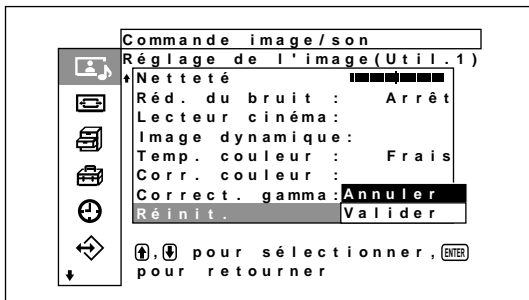 Commande image/son
Réglage de l'image(Util.1)
Netteté
Réd. du bruit : Arrêt
Lecteur cinéma:
Image dynamique:
Temp. couleur : Frais
Corr. couleur :
Correct. gamma: Annuler
Réinit. Valider
, pour sélectionner, ENTER
pour retourner